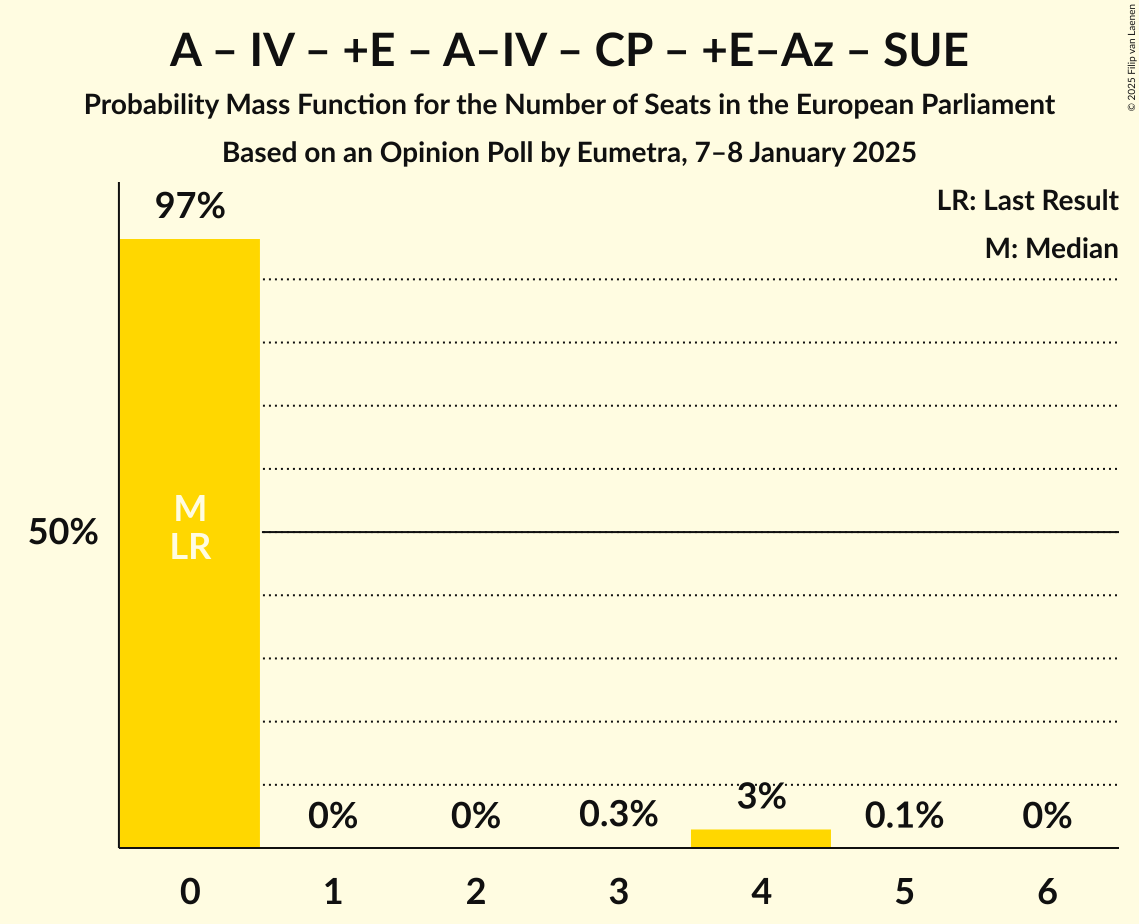 A – IV – +E – A–IV – CP – +E–Az – SUE
Probability Mass Function for the Number of Seats in the European Parliament
Based on an Opinion Poll by Eumetra, 7–8 January 2025
© 2025 Filip van Laenen
LR: Last Result
M: Median
97%
M
LR
50%
0%
0%
0.3%
3%
0.1%
0%
0
1
2
3
4
5
6